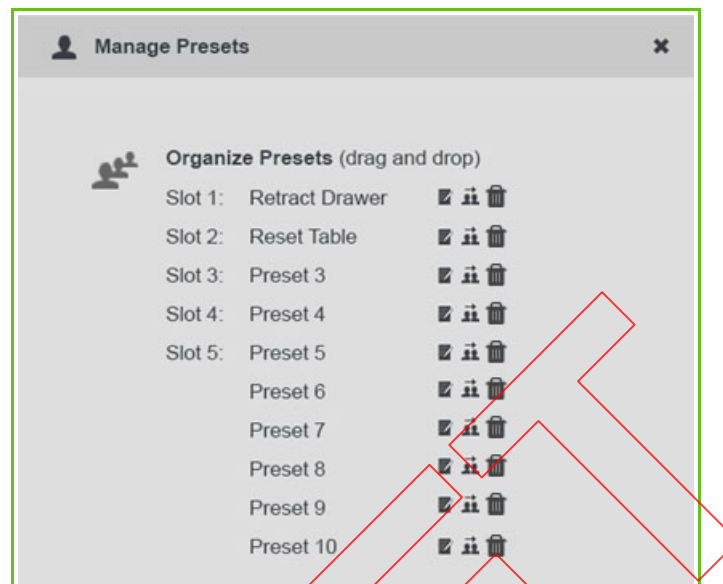 Manage Presets
Organize Presets (drag and drop)
Slot 1: Retract Drawer
Slot 2: Reset Table
Slot 3: Preset 3
Slot 4: Preset 4
Slot 5: Preset 5
Preset 6
Preset 7
Preset 8
Preset 9
Preset 10